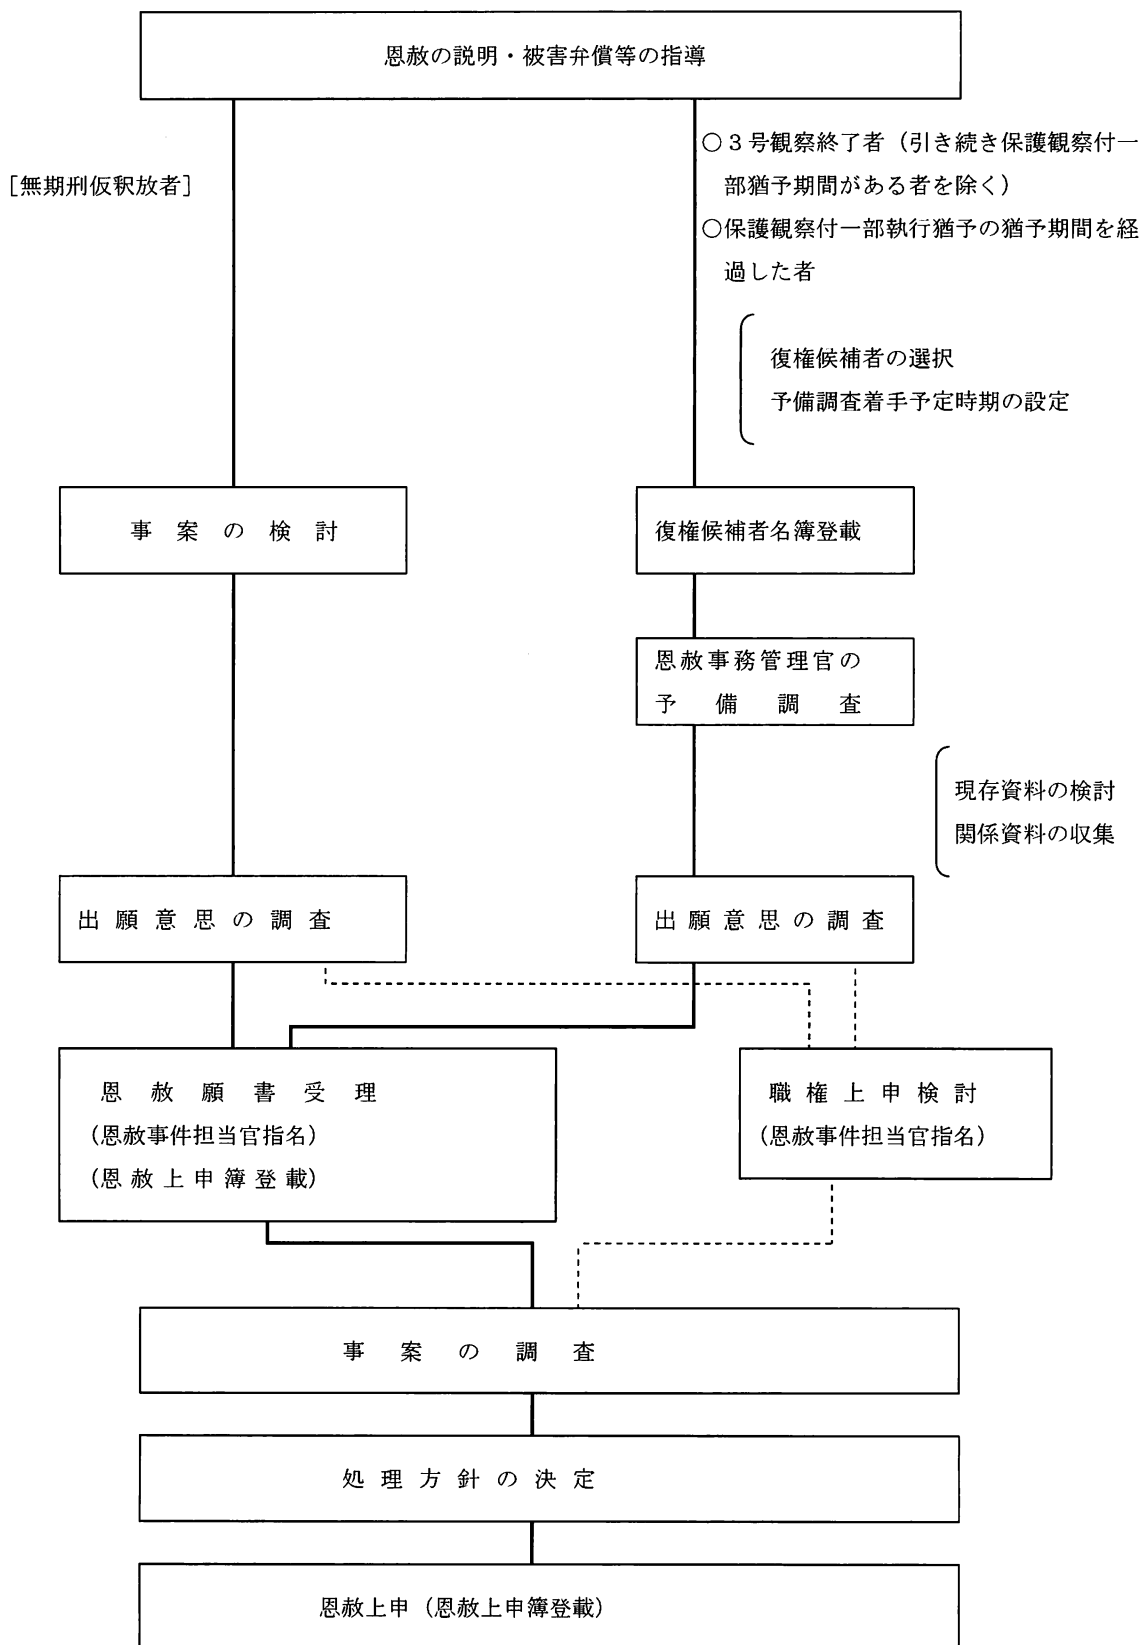 恩赦の説明・被害弁償等の指導
[無期刑仮釈放者]
○3号観察終了者（引き続き保護観察付一
部猶予期間がある者を除く）
○保護観察付一部執行猶予の猶予期間を経
過した者
復権候補者の選択
予備調査着手予定時期の設定
事案の検討
復権候補者名簿登載
恩赦事務管理官の
予備調査
現存資料の検討
関係資料の収集
出願意思の調査
出願意思の調査
恩赦願書受理
（恩赦事件担当官指名）
（恩赦上申簿登載）
職権上申検討
（恩赦事件担当官指名）
事案の調査
処理方針の決定
恩赦上申（恩赦上申簿登載）